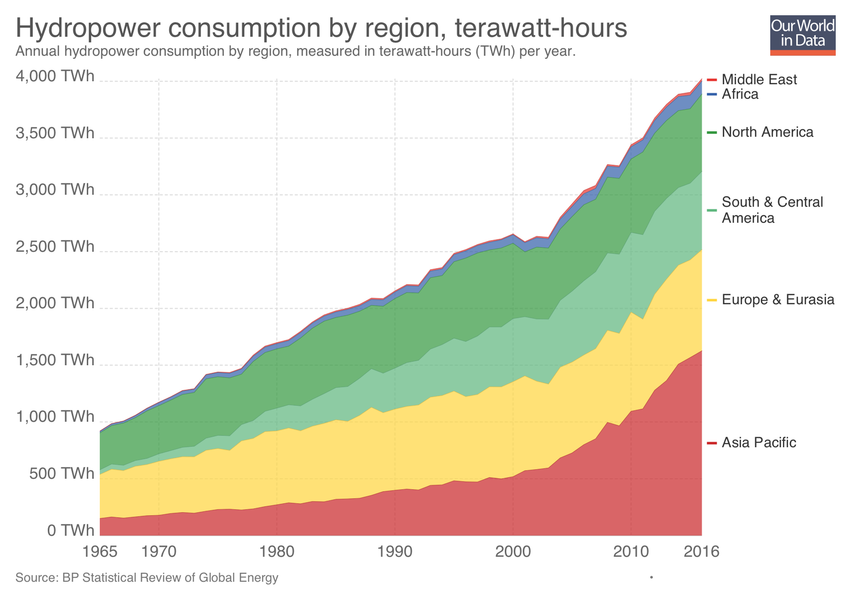 Hydropower consumption by region, terawatt-hours
Annual hydropower consumption by region, measured in terawatt-hours (TWh) per year.
Our World
in Data
4,000 TWh
3,500 TWh
3,000 TWh
2,500 TWh
2,000 TWh
1,500 TWh
1,000 TWh
500 TWh
0 TWh
Middle East
Africa
North America
South & Central
America
Europe & Eurasia
Asia Pacific
1965 1970 1980 1990 2000 2010 2016
Source: BP Statistical Review of Global Energy